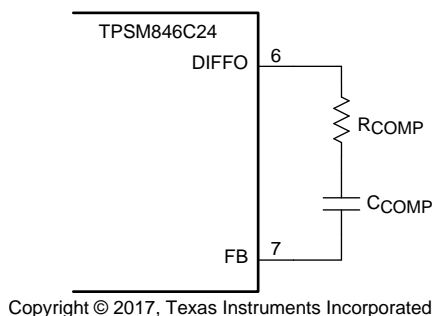 TPSM846C24
DIFFO
6
RCOMP
CCOMP
FB
7
Copyright © 2017, Texas Instruments Incorporated